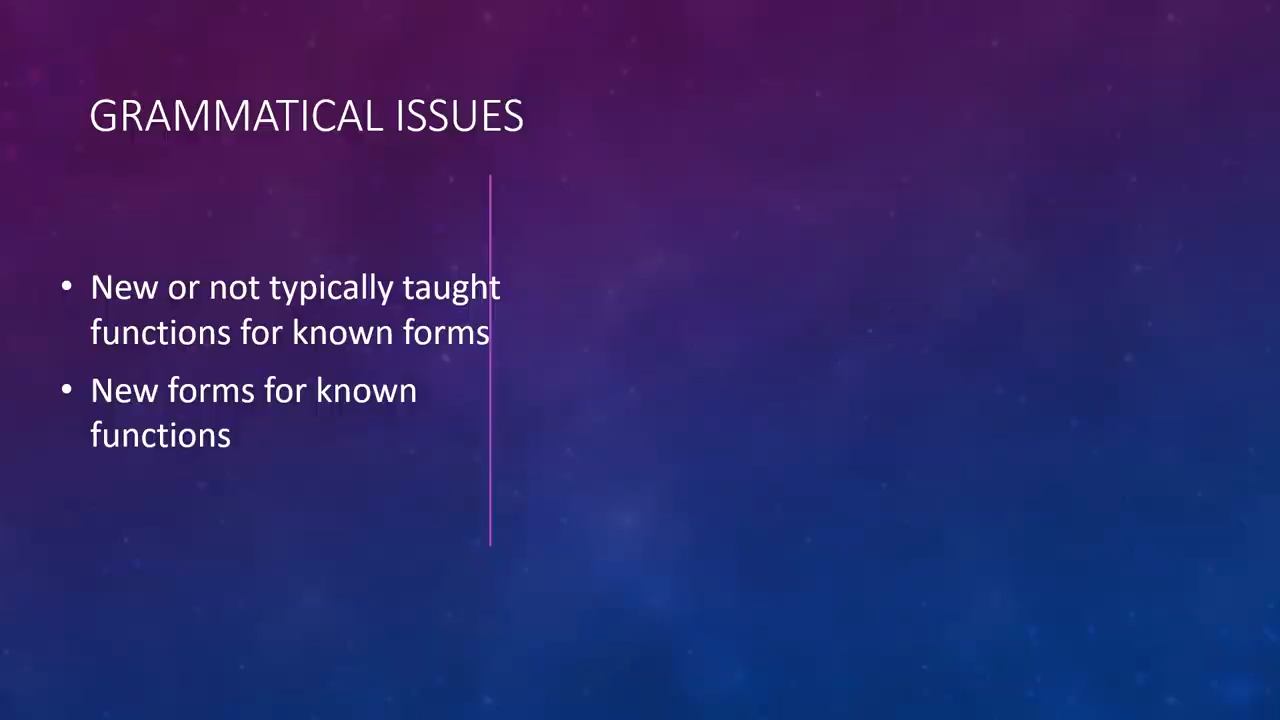 GRAMMATICAL ISSUES
• New or not typically taught
functions for known forms
• New forms for known
functions